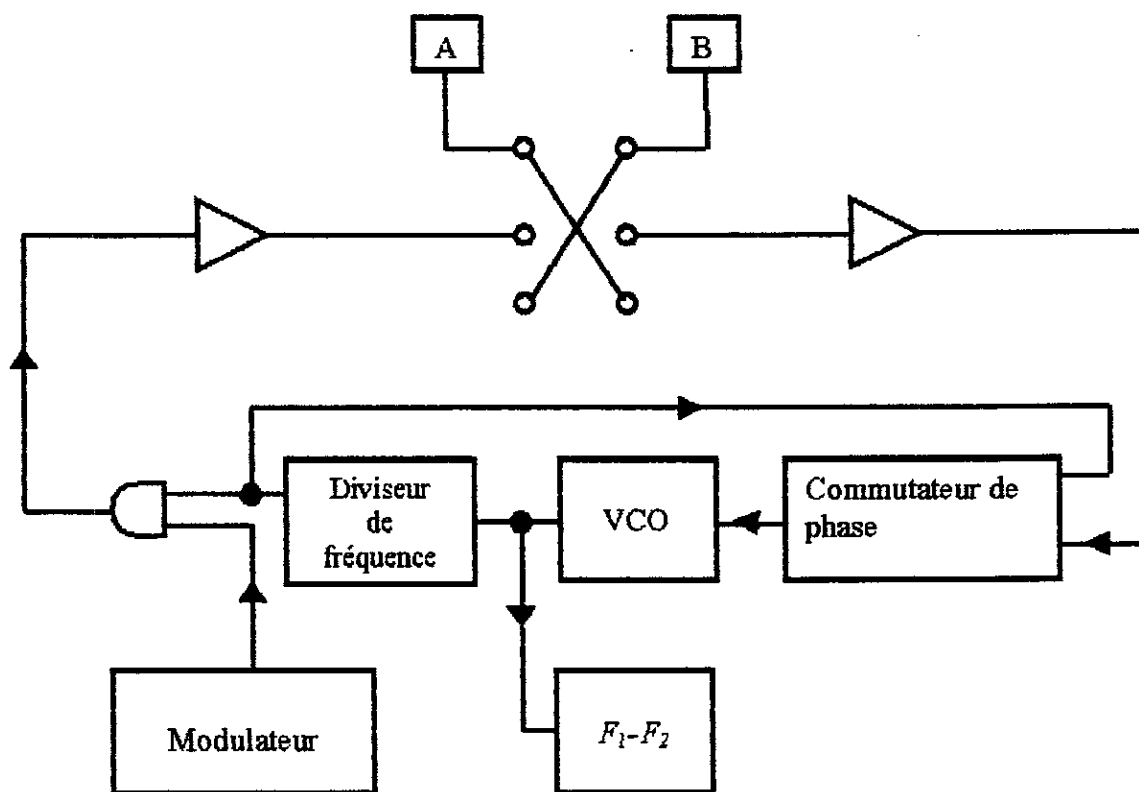 A
B
Diviseur
de
fréquence
VCO
Commutateur de
phase
Modulateur
F₁-F₂